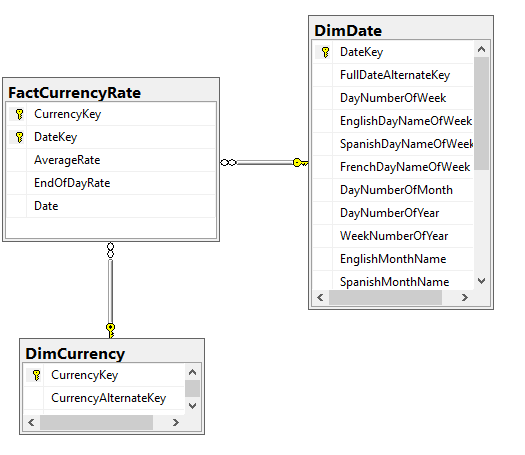 DimDate
DateKey
FullDateAlternateKey
DayNumberOfWeek
EnglishDayNameOfWeek
SpanishDayNameOfWeek
FrenchDayNameOfWeek
DayNumberOfMonth
DayNumberOfYear
WeekNumberOfYear
EnglishMonthName
SpanishMonthName
FactCurrencyRate
CurrencyKey
DateKey
AverageRate
EndOfDayRate
Date
DimCurrency
CurrencyKey
CurrencyAlternateKey